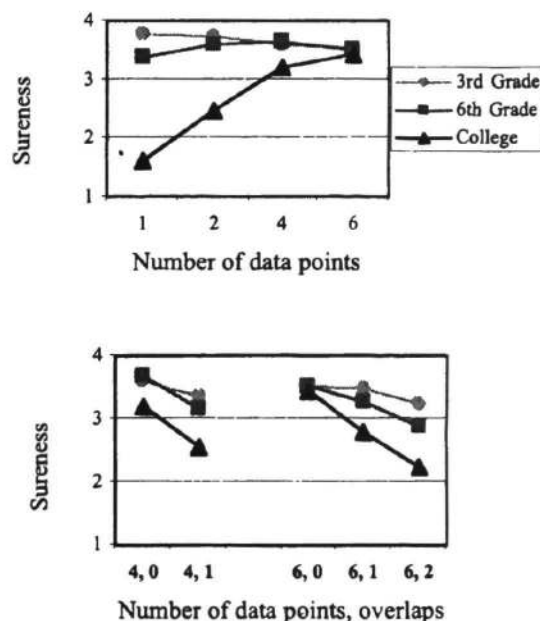 4
3
2
1
Sureness
1 2 4 6
Number of data points
3rd Grade
6th Grade
College
4
3
2
1
Sureness
4, 0 4, 1 6, 0 6, 1 6, 2
Number of data points, overlaps